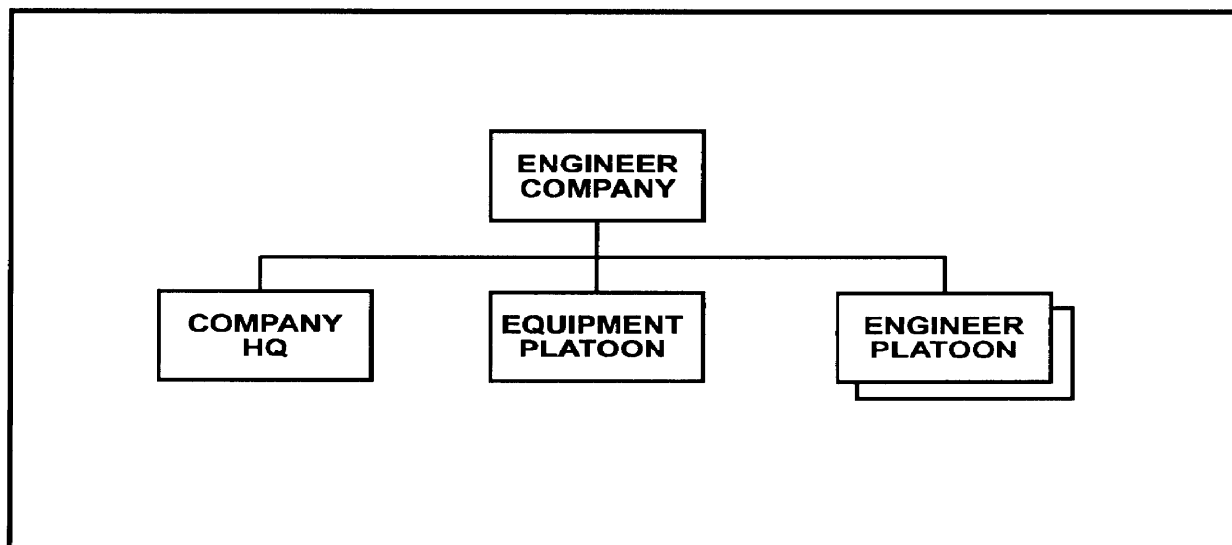 ENGINEER
COMPANY
COMPANY
HQ
EQUIPMENT
PLATOON
ENGINEER
PLATOON